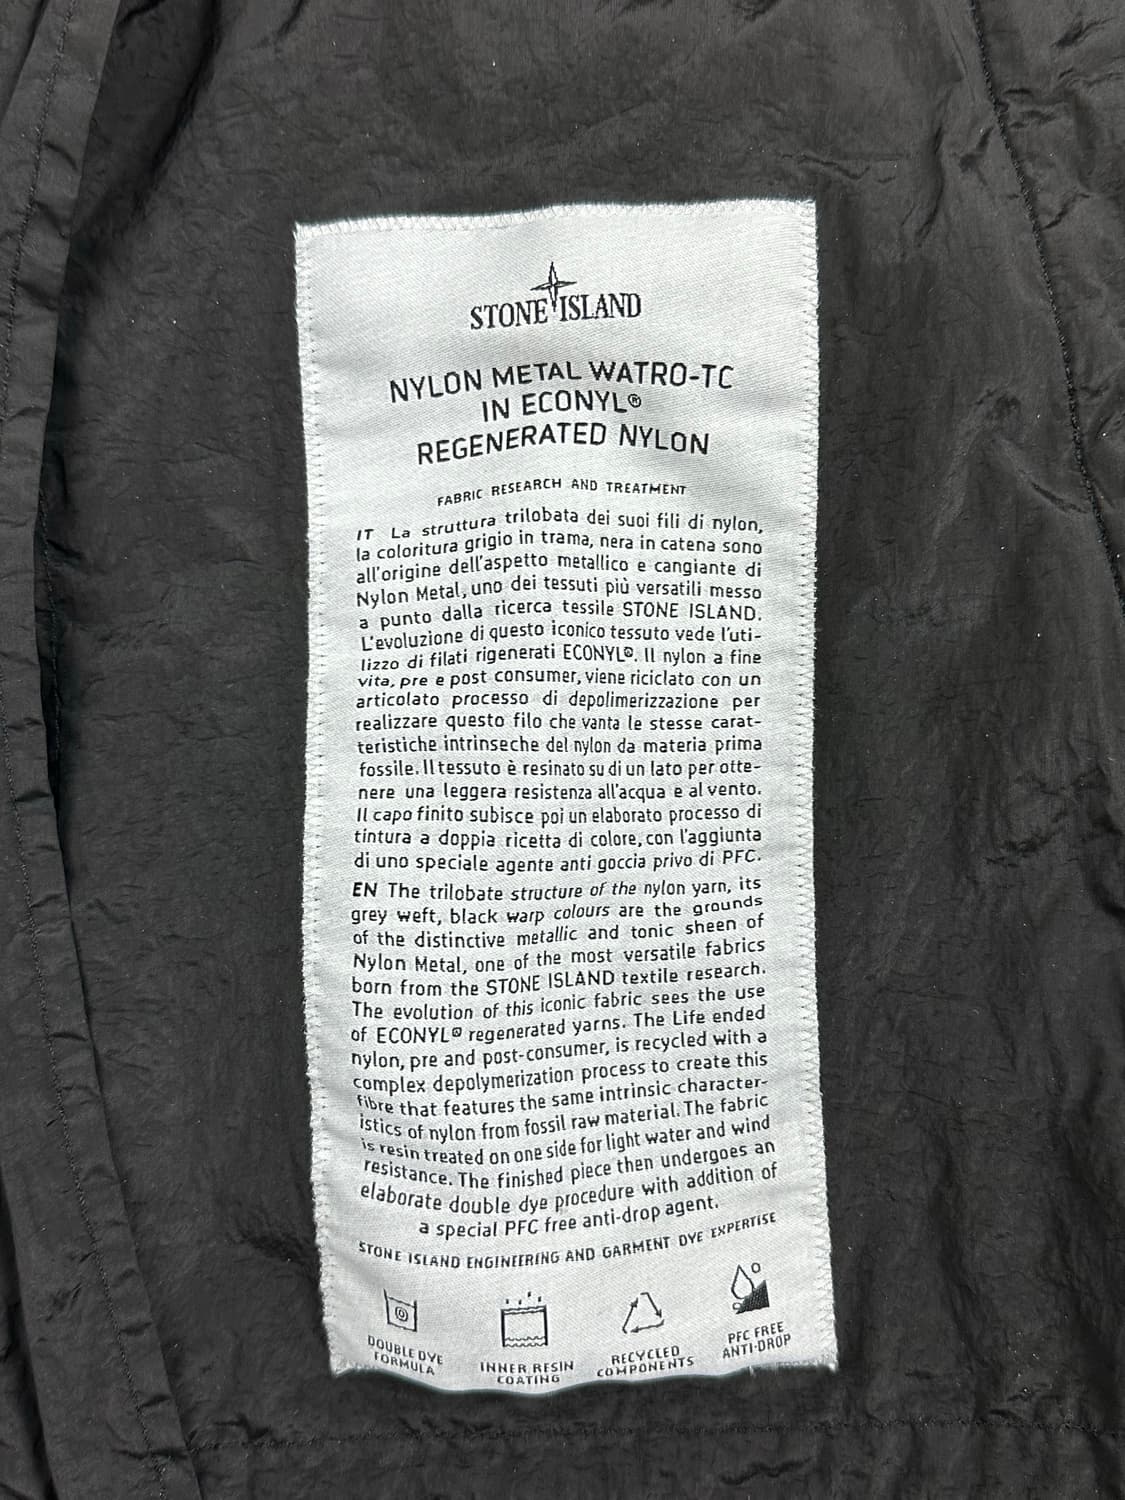 STONE ISLAND
NYLON METAL WATRO-TC
IN ECONYL®
REGENERATED NYLON
FABRIC RESEARCH AND TREATMENT
IT La struttura trilobata dei suoi fili di nylon,
la coloritura grigio in trama, nera in catena sono
all'origine dell'aspetto metallico e cangiante di
Nylon Metal, uno dei tessuti più versatili messo
a punto dalla ricerca tessile STONE ISLAND.
L'evoluzione di questo iconico tessuto vede l'uti-
lizzo di filati rigenerati ECONYL®. Il nylon a fine
vita, pre e post consumer, viene riciclato con un
articolato processo di depolimerizzazione per
realizzare questo filo che vanta le stesse carat-
teristiche intrinseche del nylon da materia prima
fossile. Il tessuto è resinato su di un lato per otte-
nere una leggera resistenza all'acqua e al vento.
Il capo finito subisce poi un elaborato processo di
tintura a doppia ricetta di colore, con l'aggiunta
di uno speciale agente anti goccia privo di PFC.
EN The trilobate structure of the nylon yarn, its
grey weft, black warp colours are the grounds
of the distinctive metallic and tonic sheen of
Nylon Metal, one of the most versatile fabrics
born from the STONE ISLAND textile research.
The evolution of this iconic fabric sees the use
of ECONYL® regenerated yarns. The Life ended
nylon, pre and post-consumer, is recycled with a
complex depolymerization process to create this
fibre that features the same intrinsic character-
istics of nylon from fossil raw material. The fabric
is resin treated on one side for light water and wind
resistance. The finished piece then undergoes an
elaborate double dye procedure with addition of
a special PFC free anti-drop agent.
STONE ISLAND ENGINEERING AND GARMENT DYE EXPERTISE
DOUBLE DYE
FORMULA
INNER RESIN
COATING
RECYCLED
COMPONENTS
PFC FREE
ANTI-DROP